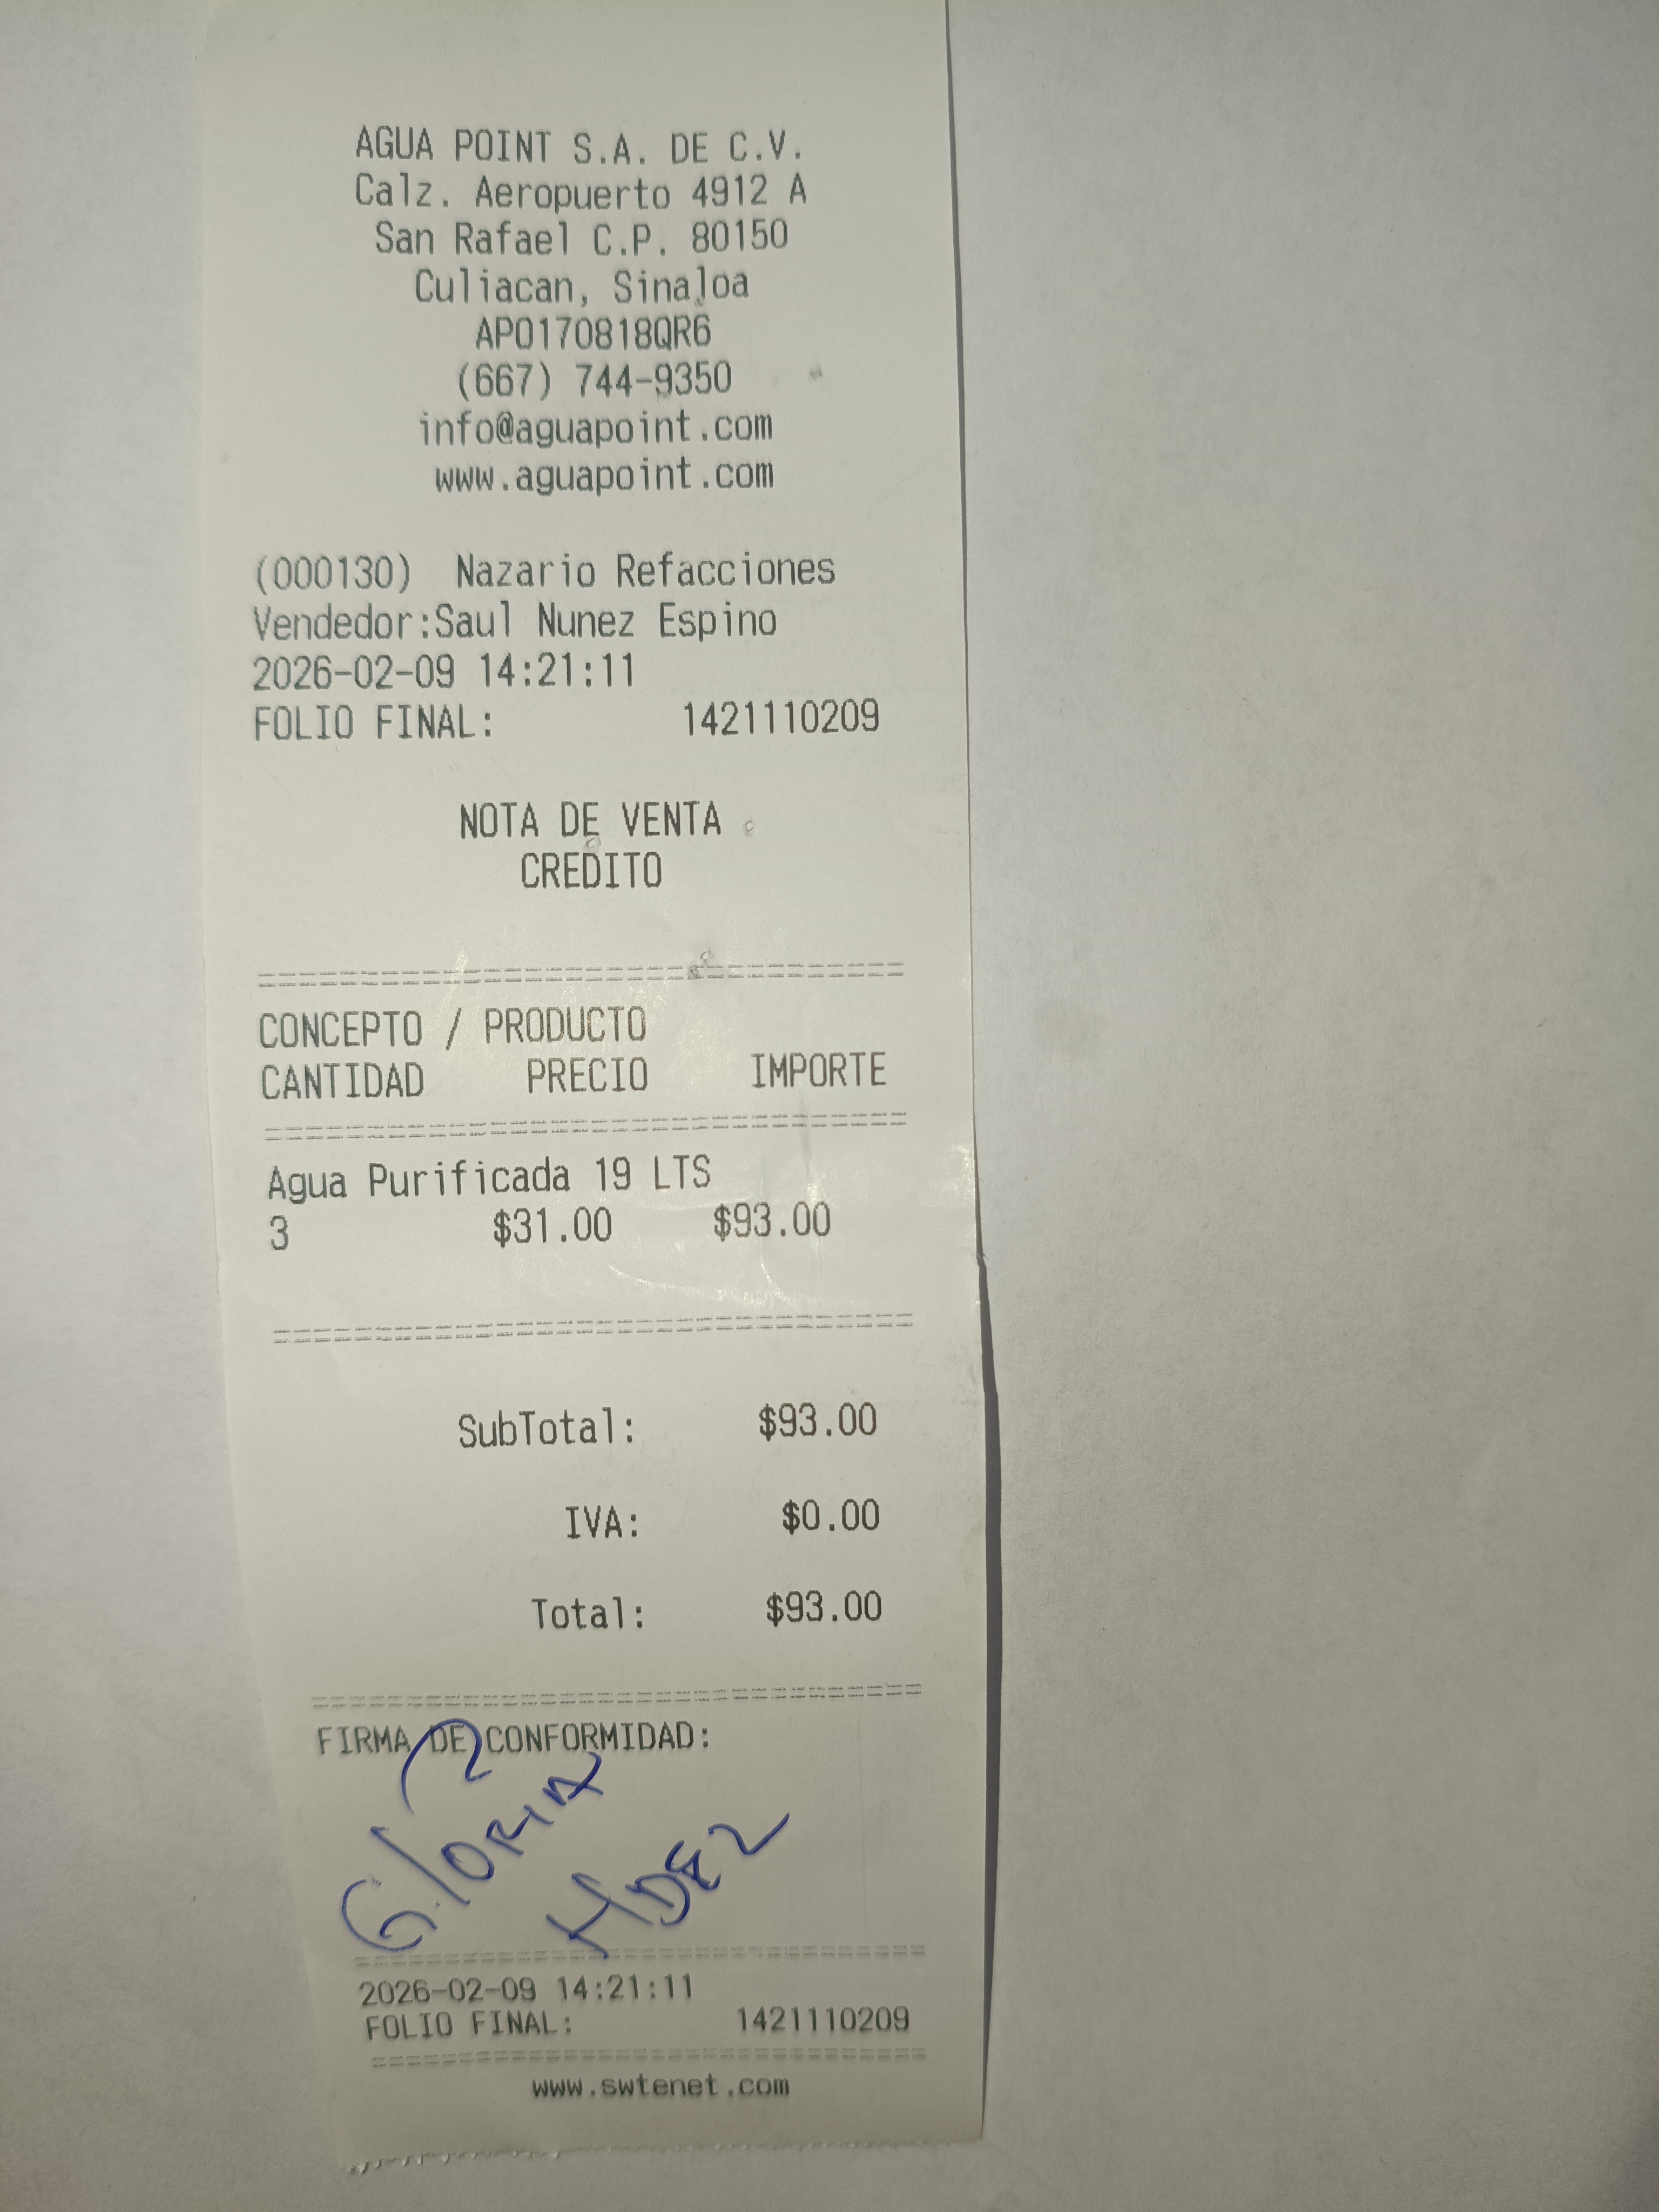 AGUA POINT S.A. DE C.V.
Calz. Aeropuerto 4912 A
San Rafael C.P. 80150
Culiacan, Sinaloa
APO170818QR6
(667) 744-9350
info@aguapoint.com
www.aguapoint.com
(000130) Nazario Refacciones
Vendedor:Saul Nunez Espino
2026-02-09 14:21:11
FOLIO FINAL: 1421110209
NOTA DE VENTA
CREDITO
================================
CONCEPTO / PRODUCTO
CANTIDAD PRECIO IMPORTE
================================
Agua Purificada 19 LTS
3 $31.00 $93.00
================================
SubTotal: $93.00
IVA: $0.00
Total: $93.00
================================
FIRMA DE CONFORMIDAD:
GlORIA
HDEZ
================================
2026-02-09 14:21:11
FOLIO FINAL: 1421110209
================================
www.swtenet.com